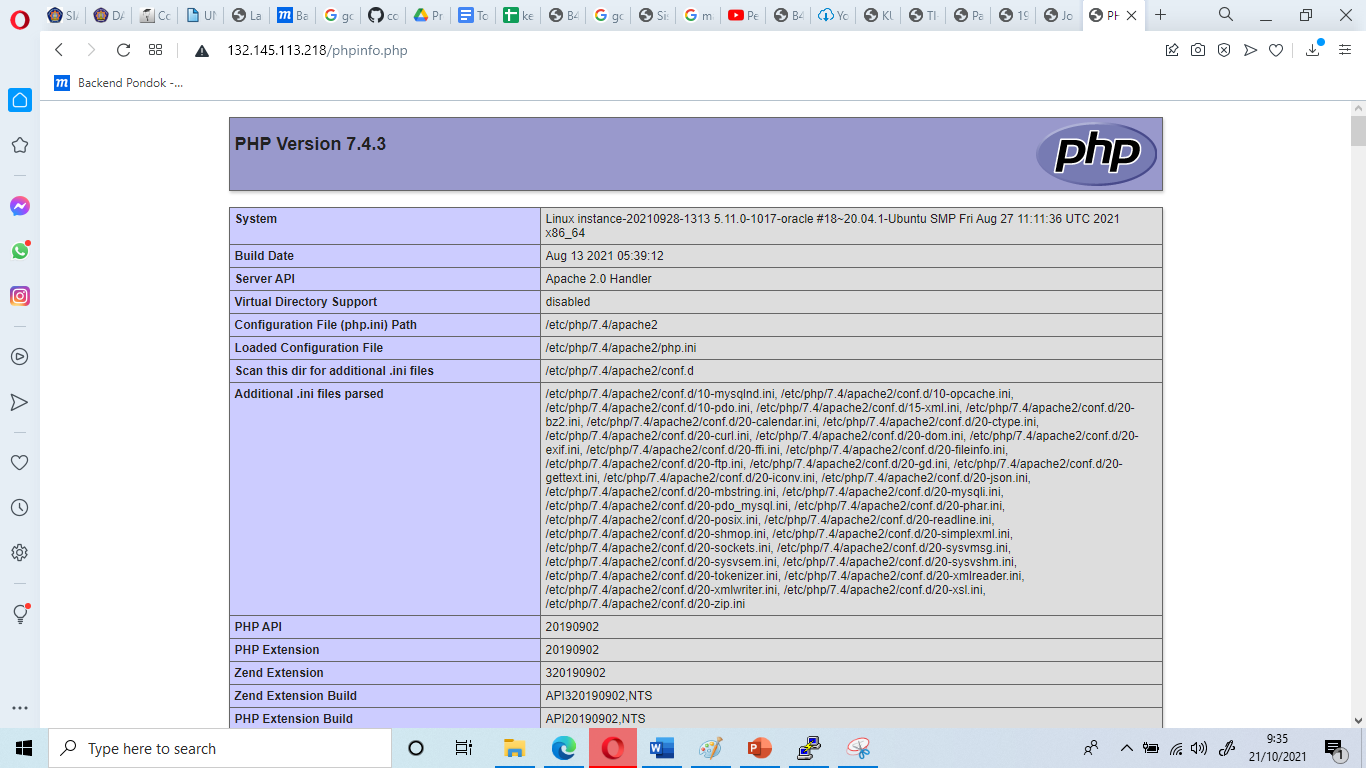 SI
DA
Co
UN
La
Ba
go
co
Pr
To
ke
B4
go
Sis
m
Pe
B4
Yo
KU
TI-
Pa
19
Jo
PH
132.145.113.218/phpinfo.php
m Backend Pondok -...
PHP Version 7.4.3
php
System
Linux instance-20210928-1313 5.11.0-1017-oracle #18~20.04.1-Ubuntu SMP Fri Aug 27 11:11:36 UTC 2021
x86_64
Build Date Aug 13 2021 05:39:12
Server API Apache 2.0 Handler
Virtual Directory Support disabled
Configuration File (php.ini) Path /etc/php/7.4/apache2
Loaded Configuration File /etc/php/7.4/apache2/php.ini
Scan this dir for additional .ini files /etc/php/7.4/apache2/conf.d
Additional .ini files parsed
/etc/php/7.4/apache2/conf.d/10-mysqlnd.ini, /etc/php/7.4/apache2/conf.d/10-opcache.ini,
/etc/php/7.4/apache2/conf.d/10-pdo.ini, /etc/php/7.4/apache2/conf.d/15-xml.ini, /etc/php/7.4/apache2/conf.d/20-
bz2.ini, /etc/php/7.4/apache2/conf.d/20-calendar.ini, /etc/php/7.4/apache2/conf.d/20-ctype.ini,
/etc/php/7.4/apache2/conf.d/20-curl.ini, /etc/php/7.4/apache2/conf.d/20-dom.ini, /etc/php/7.4/apache2/conf.d/20-
exif.ini, /etc/php/7.4/apache2/conf.d/20-ffi.ini, /etc/php/7.4/apache2/conf.d/20-fileinfo.ini,
/etc/php/7.4/apache2/conf.d/20-ftp.ini, /etc/php/7.4/apache2/conf.d/20-gd.ini, /etc/php/7.4/apache2/conf.d/20-
gettext.ini, /etc/php/7.4/apache2/conf.d/20-iconv.ini, /etc/php/7.4/apache2/conf.d/20-json.ini,
/etc/php/7.4/apache2/conf.d/20-mbstring.ini, /etc/php/7.4/apache2/conf.d/20-mysqli.ini,
/etc/php/7.4/apache2/conf.d/20-pdo_mysql.ini, /etc/php/7.4/apache2/conf.d/20-phar.ini,
/etc/php/7.4/apache2/conf.d/20-posix.ini, /etc/php/7.4/apache2/conf.d/20-readline.ini,
/etc/php/7.4/apache2/conf.d/20-shmop.ini, /etc/php/7.4/apache2/conf.d/20-simplexml.ini,
/etc/php/7.4/apache2/conf.d/20-sockets.ini, /etc/php/7.4/apache2/conf.d/20-sysvmsg.ini,
/etc/php/7.4/apache2/conf.d/20-sysvsem.ini, /etc/php/7.4/apache2/conf.d/20-sysvshm.ini,
/etc/php/7.4/apache2/conf.d/20-tokenizer.ini, /etc/php/7.4/apache2/conf.d/20-xmlreader.ini,
/etc/php/7.4/apache2/conf.d/20-xmlwriter.ini, /etc/php/7.4/apache2/conf.d/20-xsl.ini,
/etc/php/7.4/apache2/conf.d/20-zip.ini
PHP API 20190902
PHP Extension 20190902
Zend Extension 320190902
Zend Extension Build API320190902,NTS
PHP Extension Build API20190902,NTS
Type here to search
9:35
21/10/2021
1